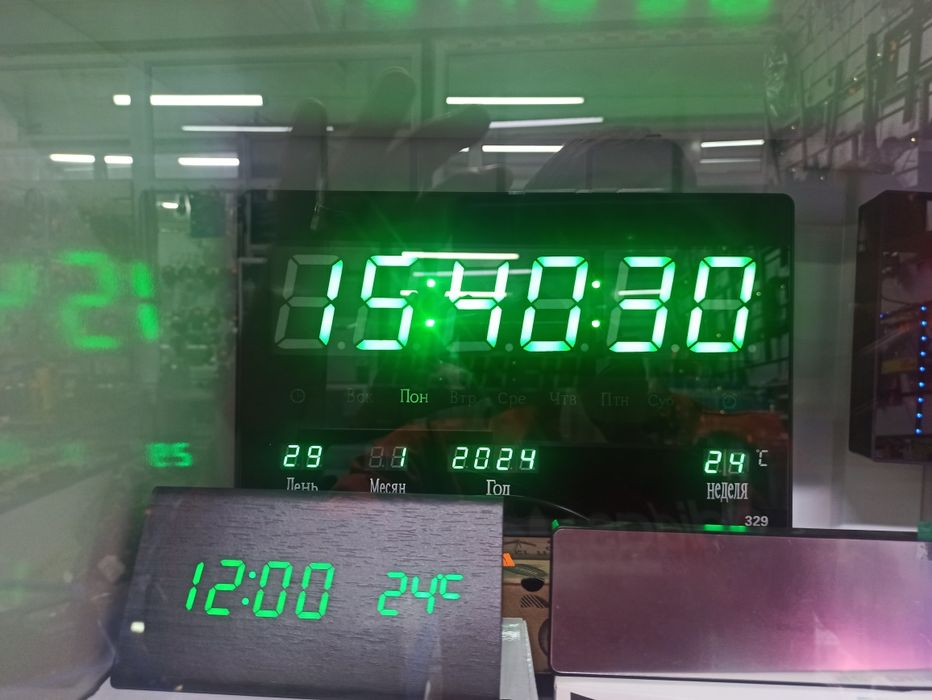 15:40:30
Вск Пон Втр Сре Чтв Птн Суб
29 1 2024 24 °C
День Месяц Год неделя
329
12:00 24°C